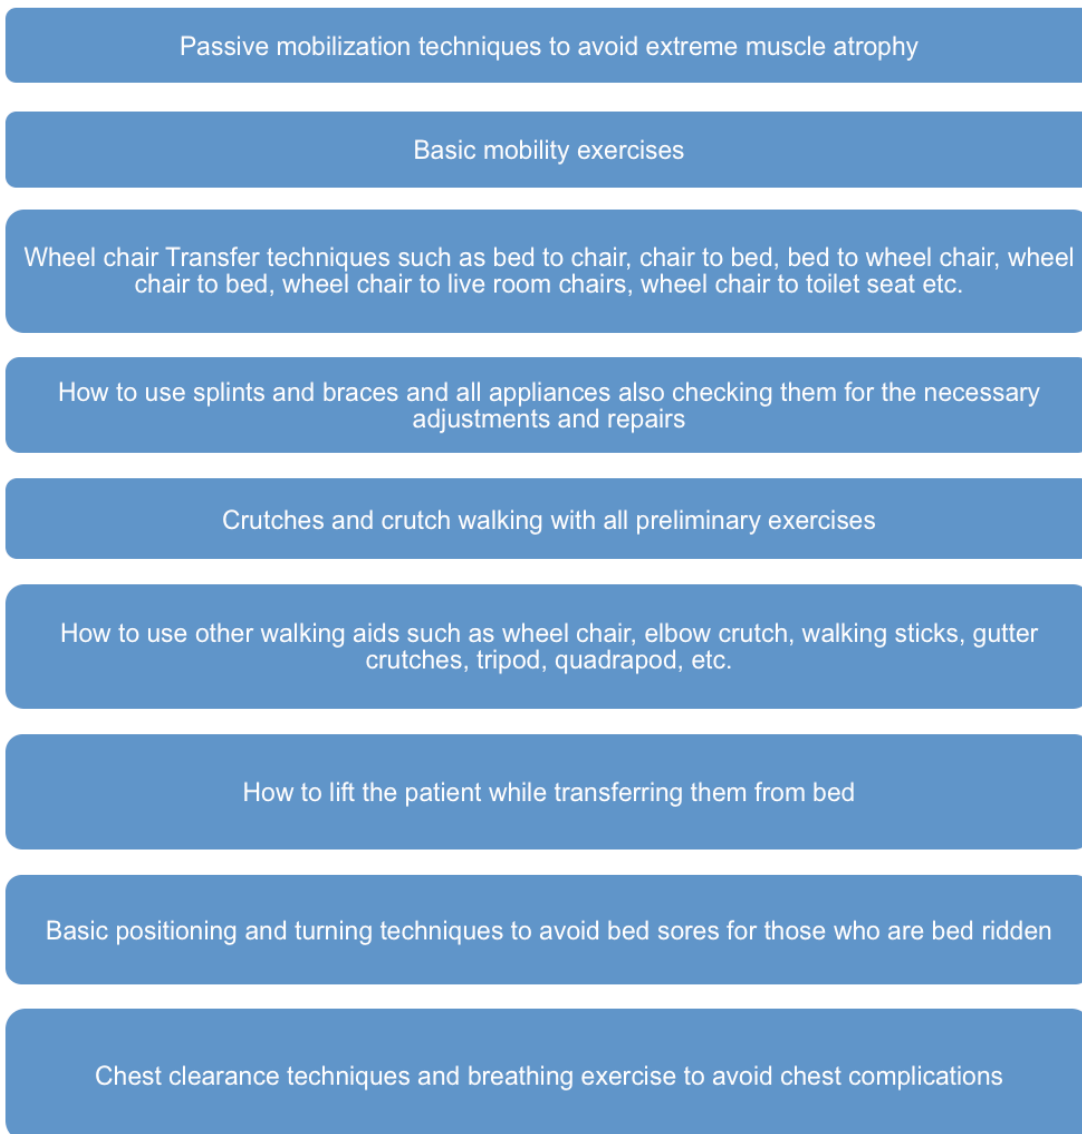 Passive mobilization techniques to avoid extreme muscle atrophy
Basic mobility exercises
Wheel chair Transfer techniques such as bed to chair, chair to bed, bed to wheel chair, wheel
chair to bed, wheel chair to live room chairs, wheel chair to toilet seat etc.
How to use splints and braces and all appliances also checking them for the necessary
adjustments and repairs
Crutches and crutch walking with all preliminary exercises
How to use other walking aids such as wheel chair, elbow crutch, walking sticks, gutter
crutches, tripod, quadrapod, etc.
How to lift the patient while transferring them from bed
Basic positioning and turning techniques to avoid bed sores for those who are bed ridden
Chest clearance techniques and breathing exercise to avoid chest complications